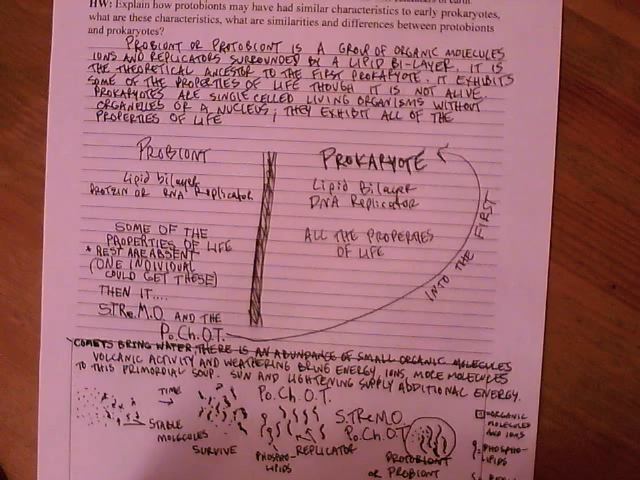 HW: Explain how protobionts may have had similar characteristics to early prokaryotes,
what are these characteristics, what are similarities and differences between protobionts
and prokaryotes?
PROBIONT OR PROTOBIONT IS A GROUP OF ORGANIC MOLECULES
IONS AND REPLICATORS SURROUNDED BY A LIPID BI-LAYER. IT IS
THE THEORETICAL ANCESTOR TO THE FIRST PROKARYOTE. IT EXHIBITS
SOME OF THE PROPERTIES OF LIFE THOUGH IT IS NOT ALIVE.
PROKARYOTES ARE SINGLE CELLED LIVING ORGANISMS WITHOUT
ORGANELLES OR A NUCLEUS; THEY EXHIBIT ALL OF THE
PROPERTIES OF LIFE
PROBIONT
Lipid bilayer
PROTEIN OR RNA Replicator
SOME OF THE
PROPERTIES OF LIFE
* REST ARE ABSENT
(ONE INDIVIDUAL
COULD GET THESE)
THEN IT....
S.TRe.M.O. AND THE
Po.Ch.O.T.
PROKARYOTE
Lipid Bilayer
DNA Replicator
ALL THE PROPERTIES
OF LIFE
INTO THE FIRST
COMETS BRING WATER THERE IS AN ABUNDANCE OF SMALL ORGANIC MOLECULES
VOLCANIC ACTIVITY AND WEATHERING BRING ENERGY, IONS, MORE MOLECULES
TO THIS PRIMORDIAL SOUP. SUN AND LIGHTENING SUPPLY ADDITIONAL ENERGY.
TIME
STABLE
MOLECULES
SURVIVE
Po.Ch.O.T.
PHOSPHO-
LIPIDS
REPLICATOR
S.TReMO
Po.Ch.O.T
PROTOBIONT
OR PROBIONT
ORGANIC
MOLECULES
AND IONS
PHOSPHO-
LIPIDS